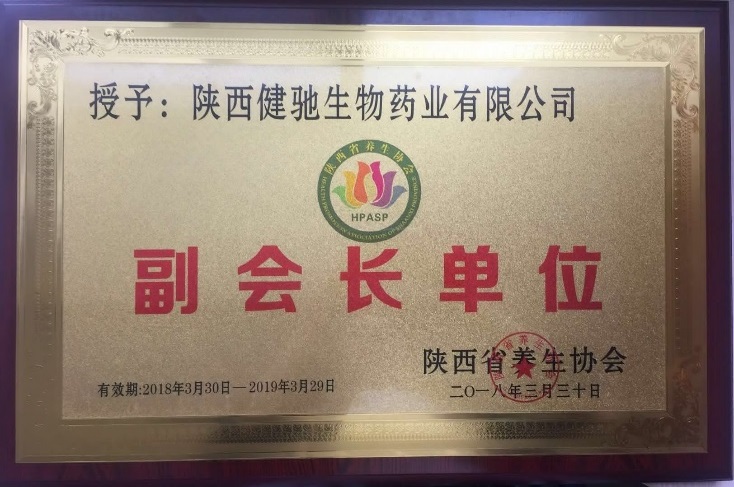 授予：陕西健驰生物药业有限公司
陕西省养生协会
HPASP
副会长单位
陕西省养生协会
有效期:2018年3月30日—2019年3月29日
二〇一八年三月三十日